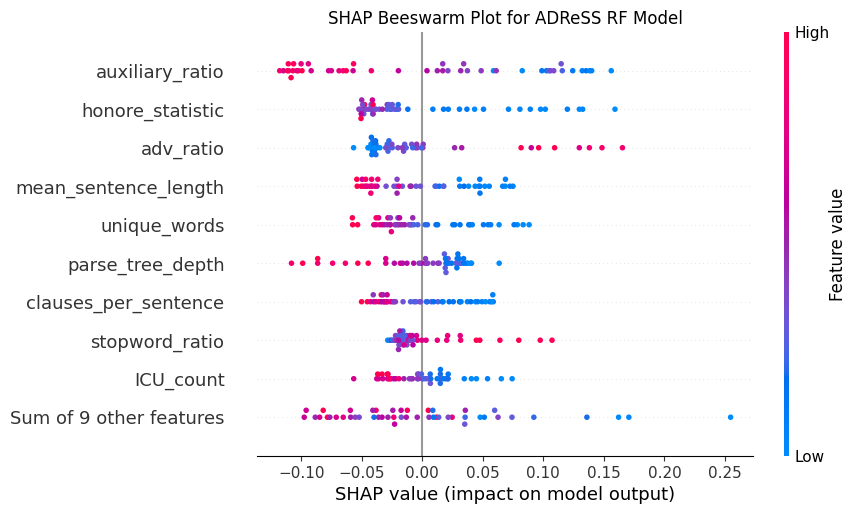 SHAP Beeswarm Plot for ADReSS RF Model
High
auxiliary_ratio
honore_statistic
adv_ratio
mean_sentence_length
unique_words
parse_tree_depth
clauses_per_sentence
stopword_ratio
ICU_count
Sum of 9 other features
Feature value
Low
−0.10 −0.05 0.00 0.05 0.10 0.15 0.20 0.25
SHAP value (impact on model output)